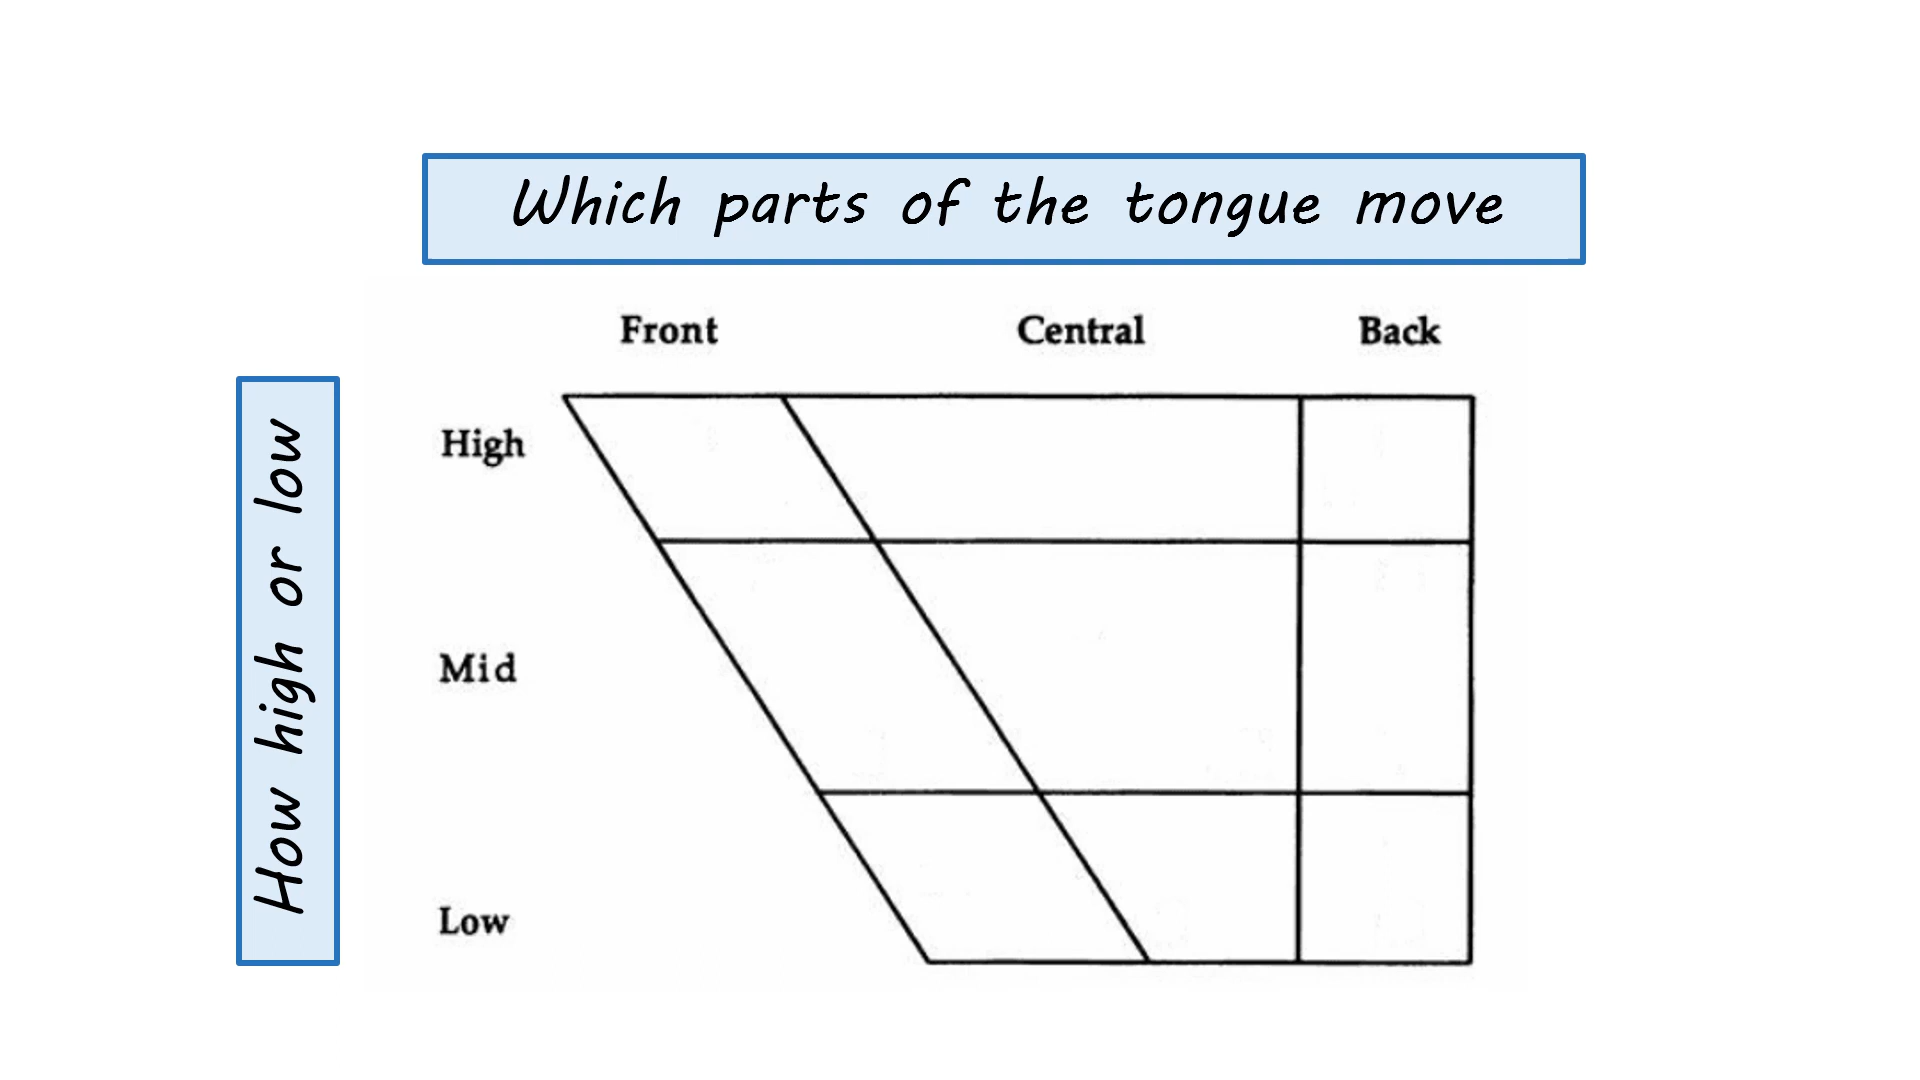 Which parts of the tongue move
Front Central Back
How high or low
High
Mid
Low